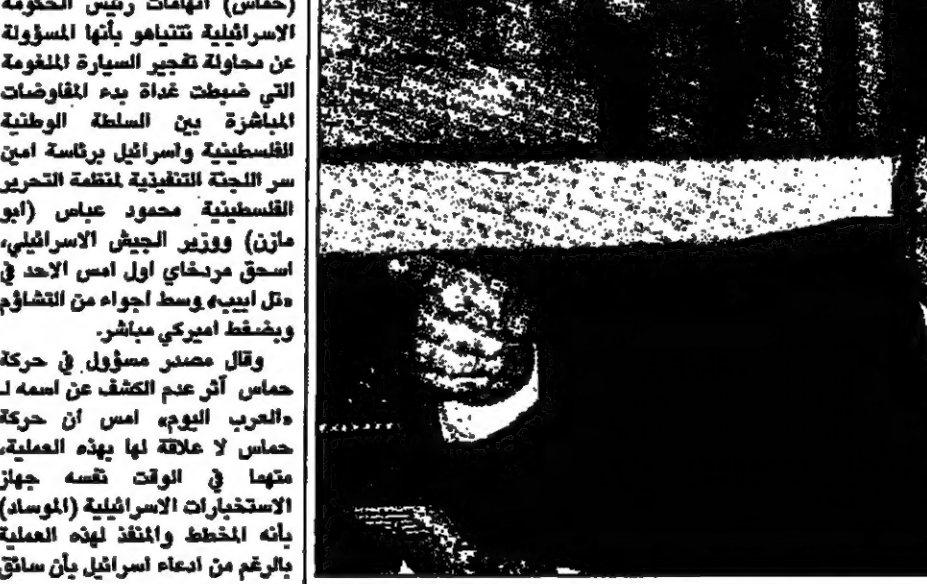 (حماس) اتهامات رئيس الحكومة
الاسرائيلية نتنياهو بأنها المسؤولة
عن محاولة تفجير السيارة الملغومة
التي ضبطت غداة بدء المفاوضات
المباشرة بين السلطة الوطنية
الفلسطينية واسرائيل برئاسة امين
سر اللجنة التنفيذية لمنظمة التحرير
الفلسطينية محمود عباس (ابو
مازن) ووزير الجيش الاسرائيلي،
اسحق مردخاي اول امس الاحد في
«تل ابيب» وسط اجواء من التشاؤم
وبضغط اميركي مباشر.
وقال مصدر مسؤول في حركة
حماس آثر عدم الكشف عن اسمه لـ
«العرب اليوم» امس ان حركة
حماس لا علاقة لها بهذه العملية،
متهما في الوقت نفسه جهاز
الاستخبارات الاسرائيلية (الموساد)
بأنه المخطط والمنفذ لهذه العملية
بالرغم من ادعاء اسرائيل بأن سائق